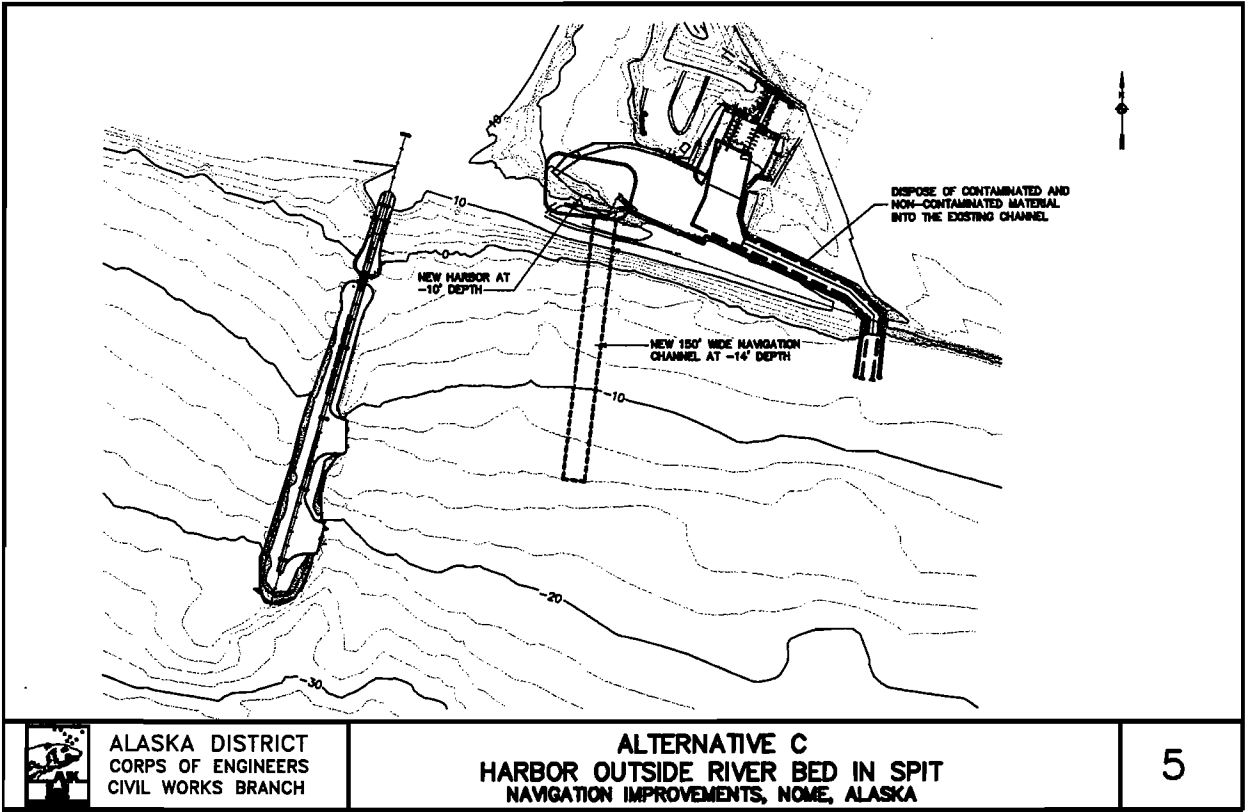 N
10
DISPOSE OF CONTAMINATED AND
NON-CONTAMINATED MATERIAL
INTO THE EXISTING CHANNEL
10
0
NEW HARBOR AT
-10' DEPTH
NEW 150' WIDE NAVIGATION
CHANNEL AT -14' DEPTH
-10
-20
-30
AK
ALASKA DISTRICT
CORPS OF ENGINEERS
CIVIL WORKS BRANCH
ALTERNATIVE C
HARBOR OUTSIDE RIVER BED IN SPIT
NAVIGATION IMPROVEMENTS, NOME, ALASKA
5